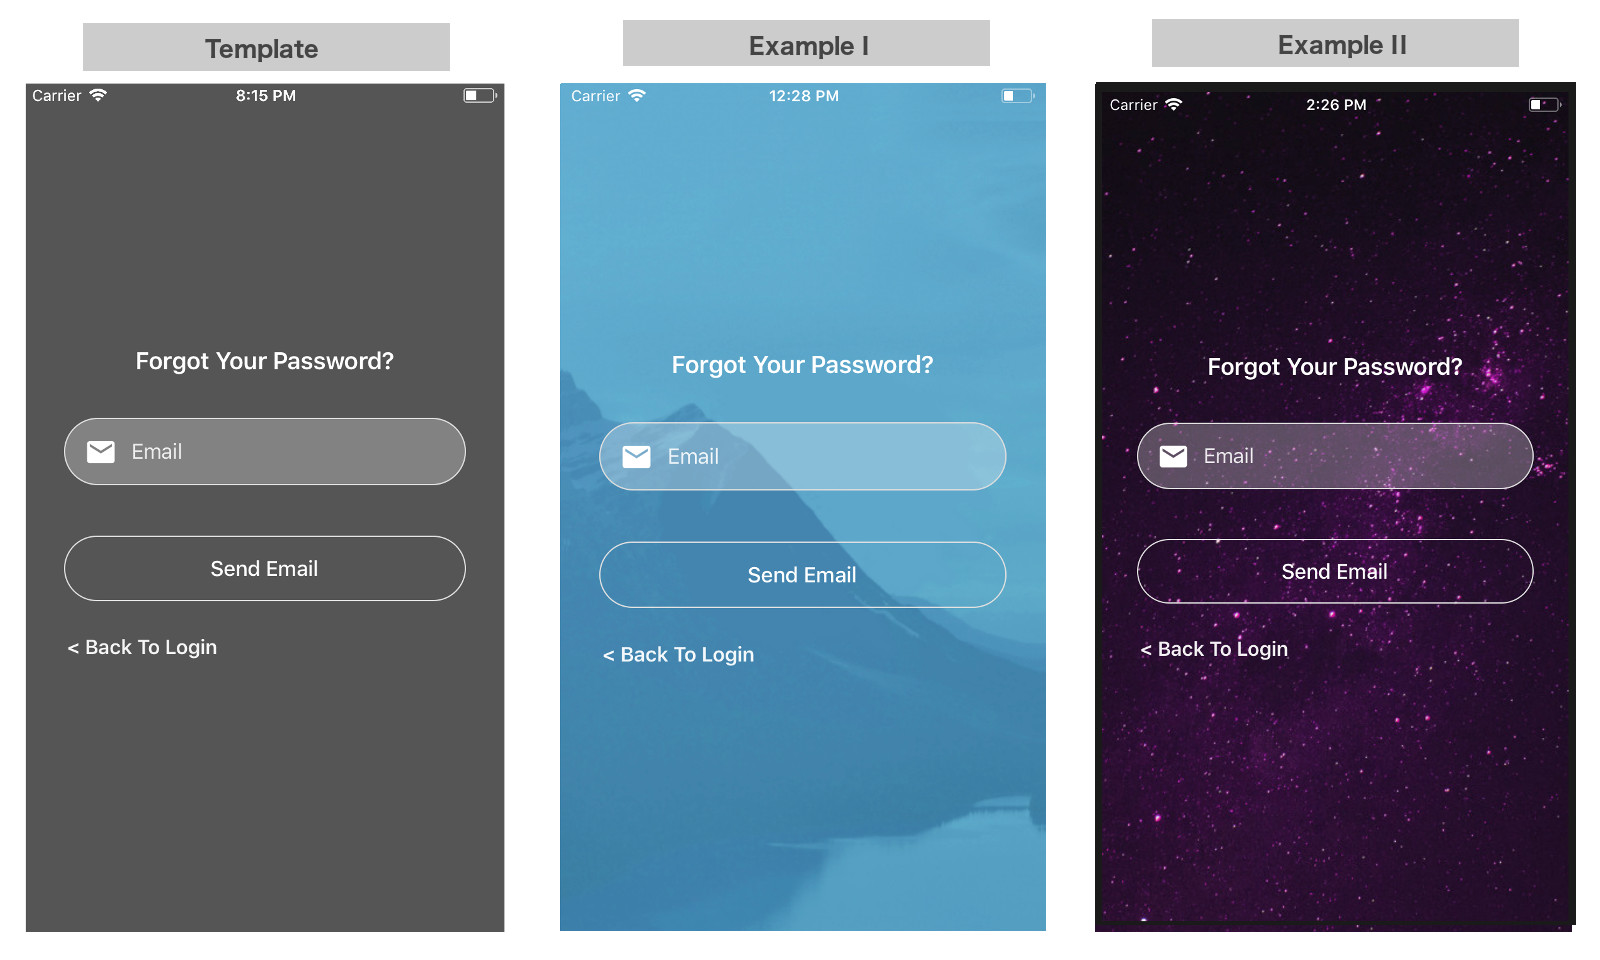 Template
Carrier 8:15 PM
Forgot Your Password?
Email
Send Email
< Back To Login
Example I
Carrier 12:28 PM
Forgot Your Password?
Email
Send Email
< Back To Login
Example II
Carrier 2:26 PM
Forgot Your Password?
Email
Send Email
< Back To Login